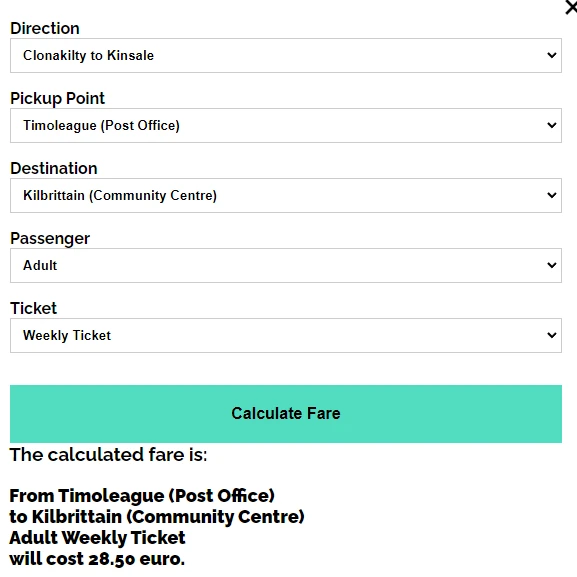 Direction
Clonakilty to Kinsale
Pickup Point
Timoleague (Post Office)
Destination
Kilbrittain (Community Centre)
Passenger
Adult
Ticket
Weekly Ticket
Calculate Fare
The calculated fare is:
From Timoleague (Post Office)
to Kilbrittain (Community Centre)
Adult Weekly Ticket
will cost 28.50 euro.